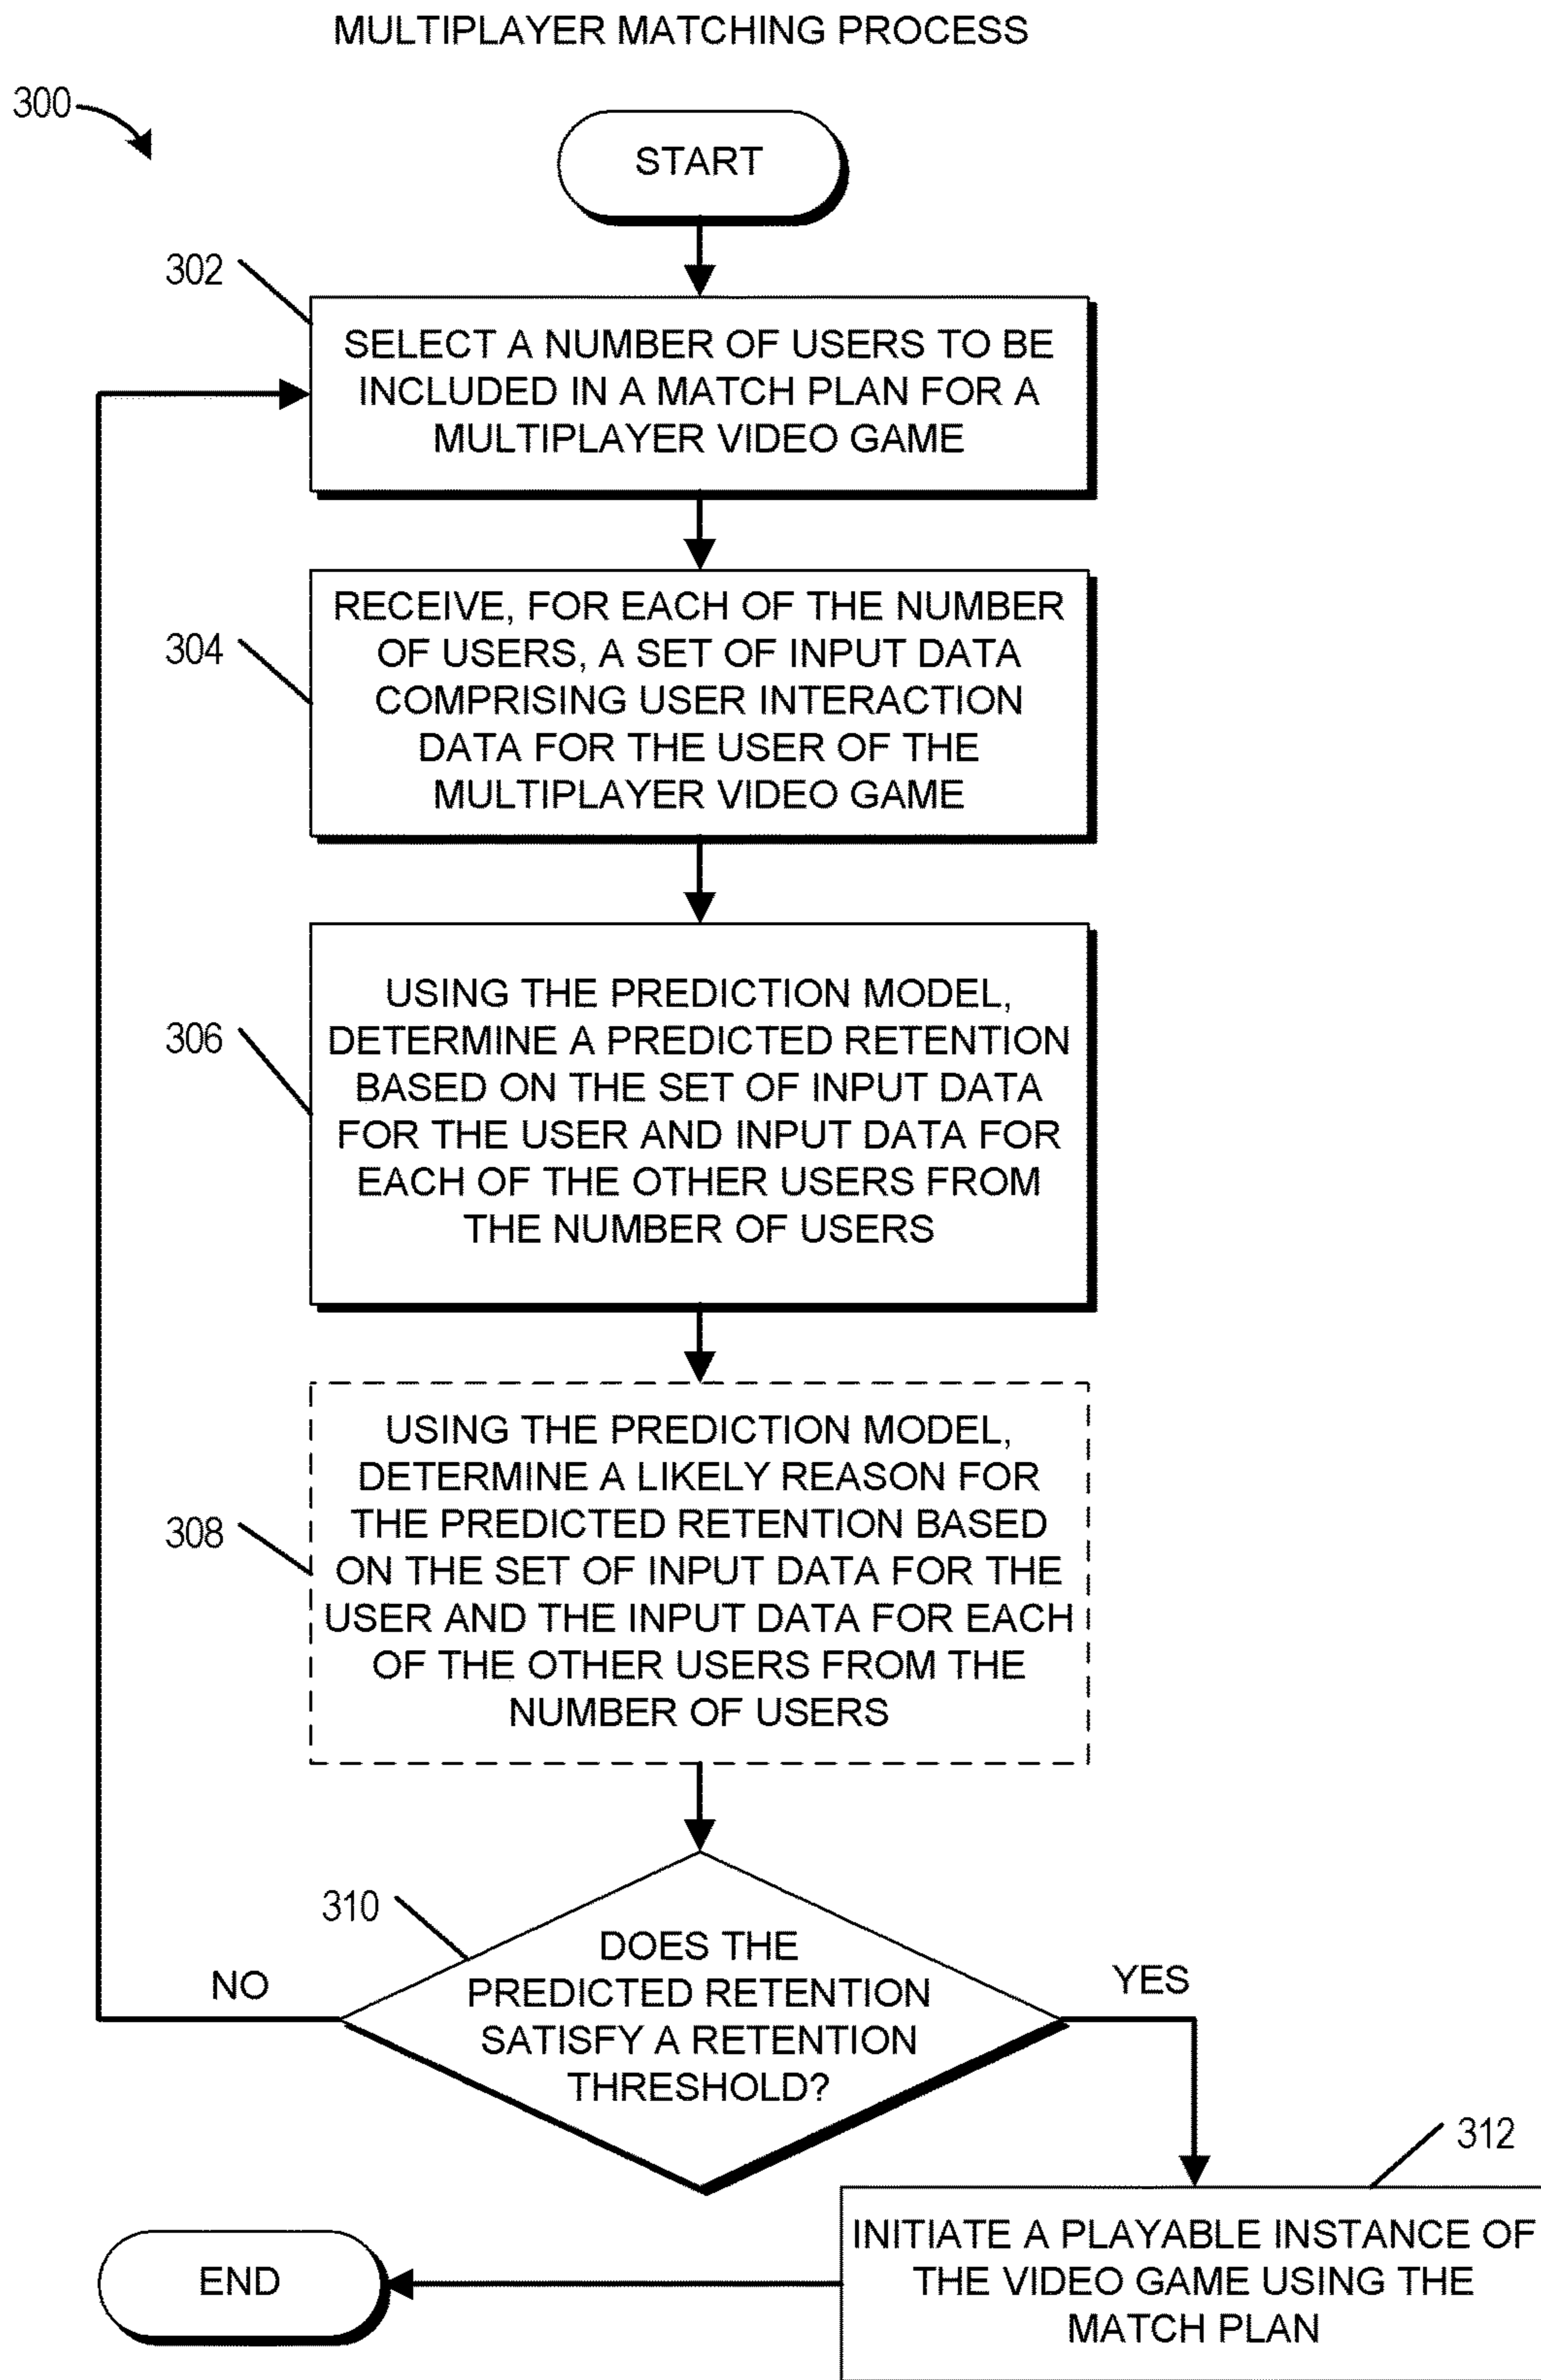 MULTIPLAYER MATCHING PROCESS
300
START
302
SELECT A NUMBER OF USERS TO BE
INCLUDED IN A MATCH PLAN FOR A
MULTIPLAYER VIDEO GAME
304
RECEIVE, FOR EACH OF THE NUMBER
OF USERS, A SET OF INPUT DATA
COMPRISING USER INTERACTION
DATA FOR THE USER OF THE
MULTIPLAYER VIDEO GAME
306
USING THE PREDICTION MODEL,
DETERMINE A PREDICTED RETENTION
BASED ON THE SET OF INPUT DATA
FOR THE USER AND INPUT DATA FOR
EACH OF THE OTHER USERS FROM
THE NUMBER OF USERS
308
USING THE PREDICTION MODEL,
DETERMINE A LIKELY REASON FOR
THE PREDICTED RETENTION BASED
ON THE SET OF INPUT DATA FOR THE
USER AND THE INPUT DATA FOR EACH
OF THE OTHER USERS FROM THE
NUMBER OF USERS
310
DOES THE
PREDICTED RETENTION
SATISFY A RETENTION
THRESHOLD?
NO
YES
312
INITIATE A PLAYABLE INSTANCE OF
THE VIDEO GAME USING THE
MATCH PLAN
END